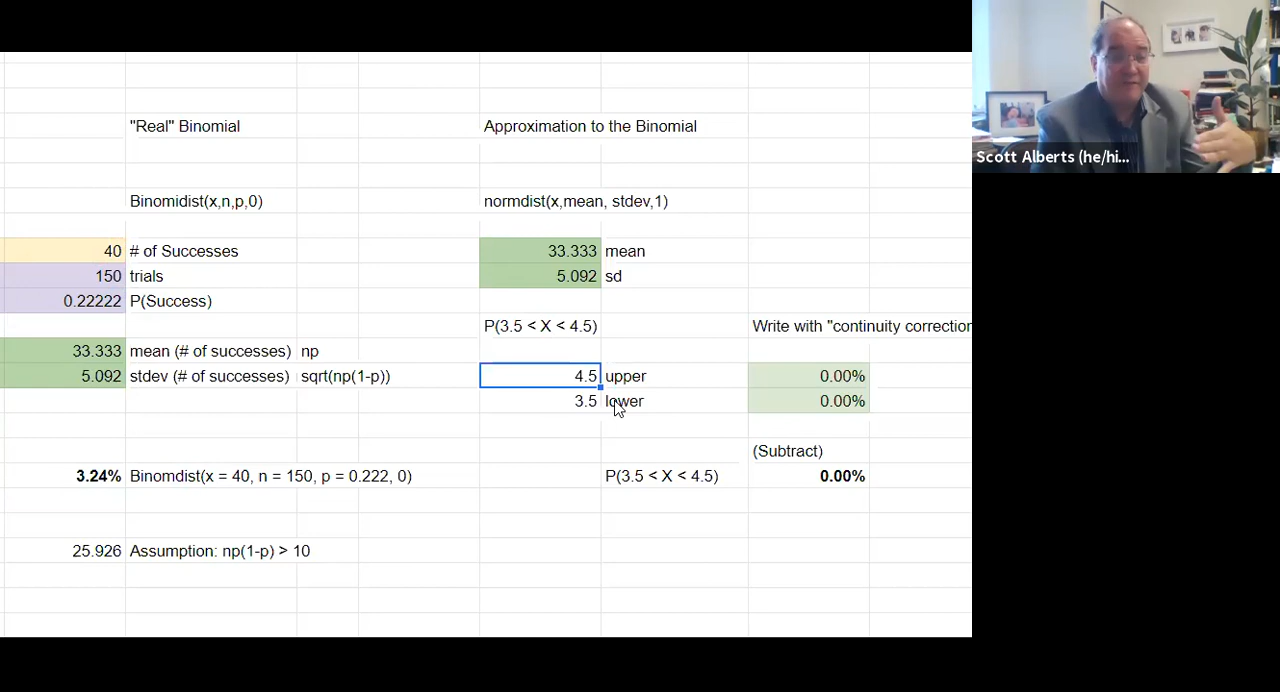 "Real" Binomial Approximation to the Binomial
Binomidist(x,n,p,0) normdist(x,mean, stdev,1)
40 # of Successes 33.333 mean
150 trials 5.092 sd
0.22222 P(Success)
P(3.5 < X < 4.5) Write with "continuity correction
33.333 mean (# of successes) np
5.092 stdev (# of successes) sqrt(np(1-p)) 4.5 upper 0.00%
3.5 lower 0.00%
(Subtract)
3.24% Binomdist(x = 40, n = 150, p = 0.222, 0) P(3.5 < X < 4.5) 0.00%
25.926 Assumption: np(1-p) > 10
Scott Alberts (he/hi...